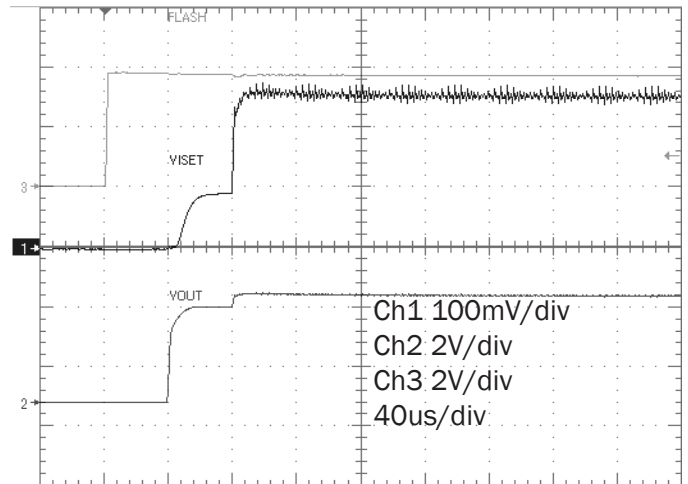 FLASH
VISET
3
1
VOUT
Ch1 100mV/div
Ch2 2V/div
Ch3 2V/div
2
40us/div